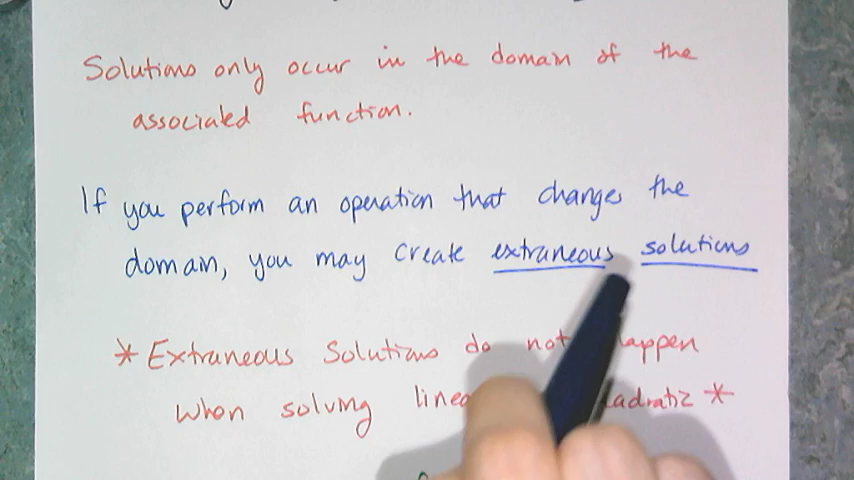 Solutions only occur in the domain of the
associated function.
If you perform an operation that changes the
domain, you may create extraneous solutions
* Extraneous Solutions do not happen
when solving *